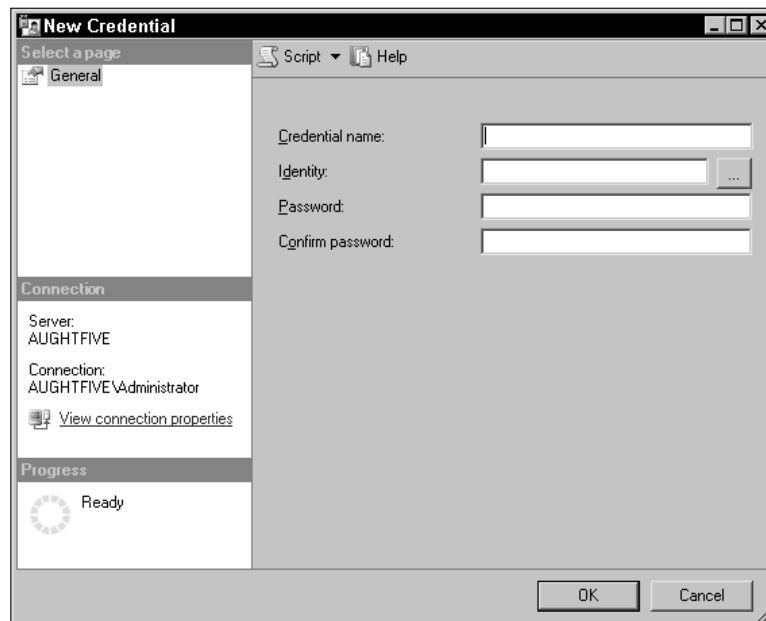 New Credential
Select a page
General
Script
Help
Credential name:
Identity:
...
Password:
Confirm password:
Connection
Server:
AUGHTFIVE
Connection:
AUGHTFIVE\Administrator
View connection properties
Progress
Ready
OK
Cancel